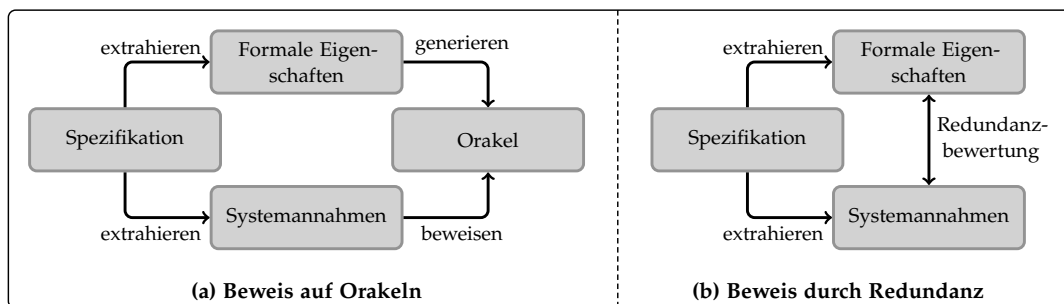 extrahieren
Formale Eigen-
schaften
generieren
Spezifikation
Orakel
extrahieren
Systemannahmen
beweisen
(a) Beweis auf Orakeln
extrahieren
Formale Eigen-
schaften
Spezifikation
Redundanz-
bewertung
extrahieren
Systemannahmen
(b) Beweis durch Redundanz